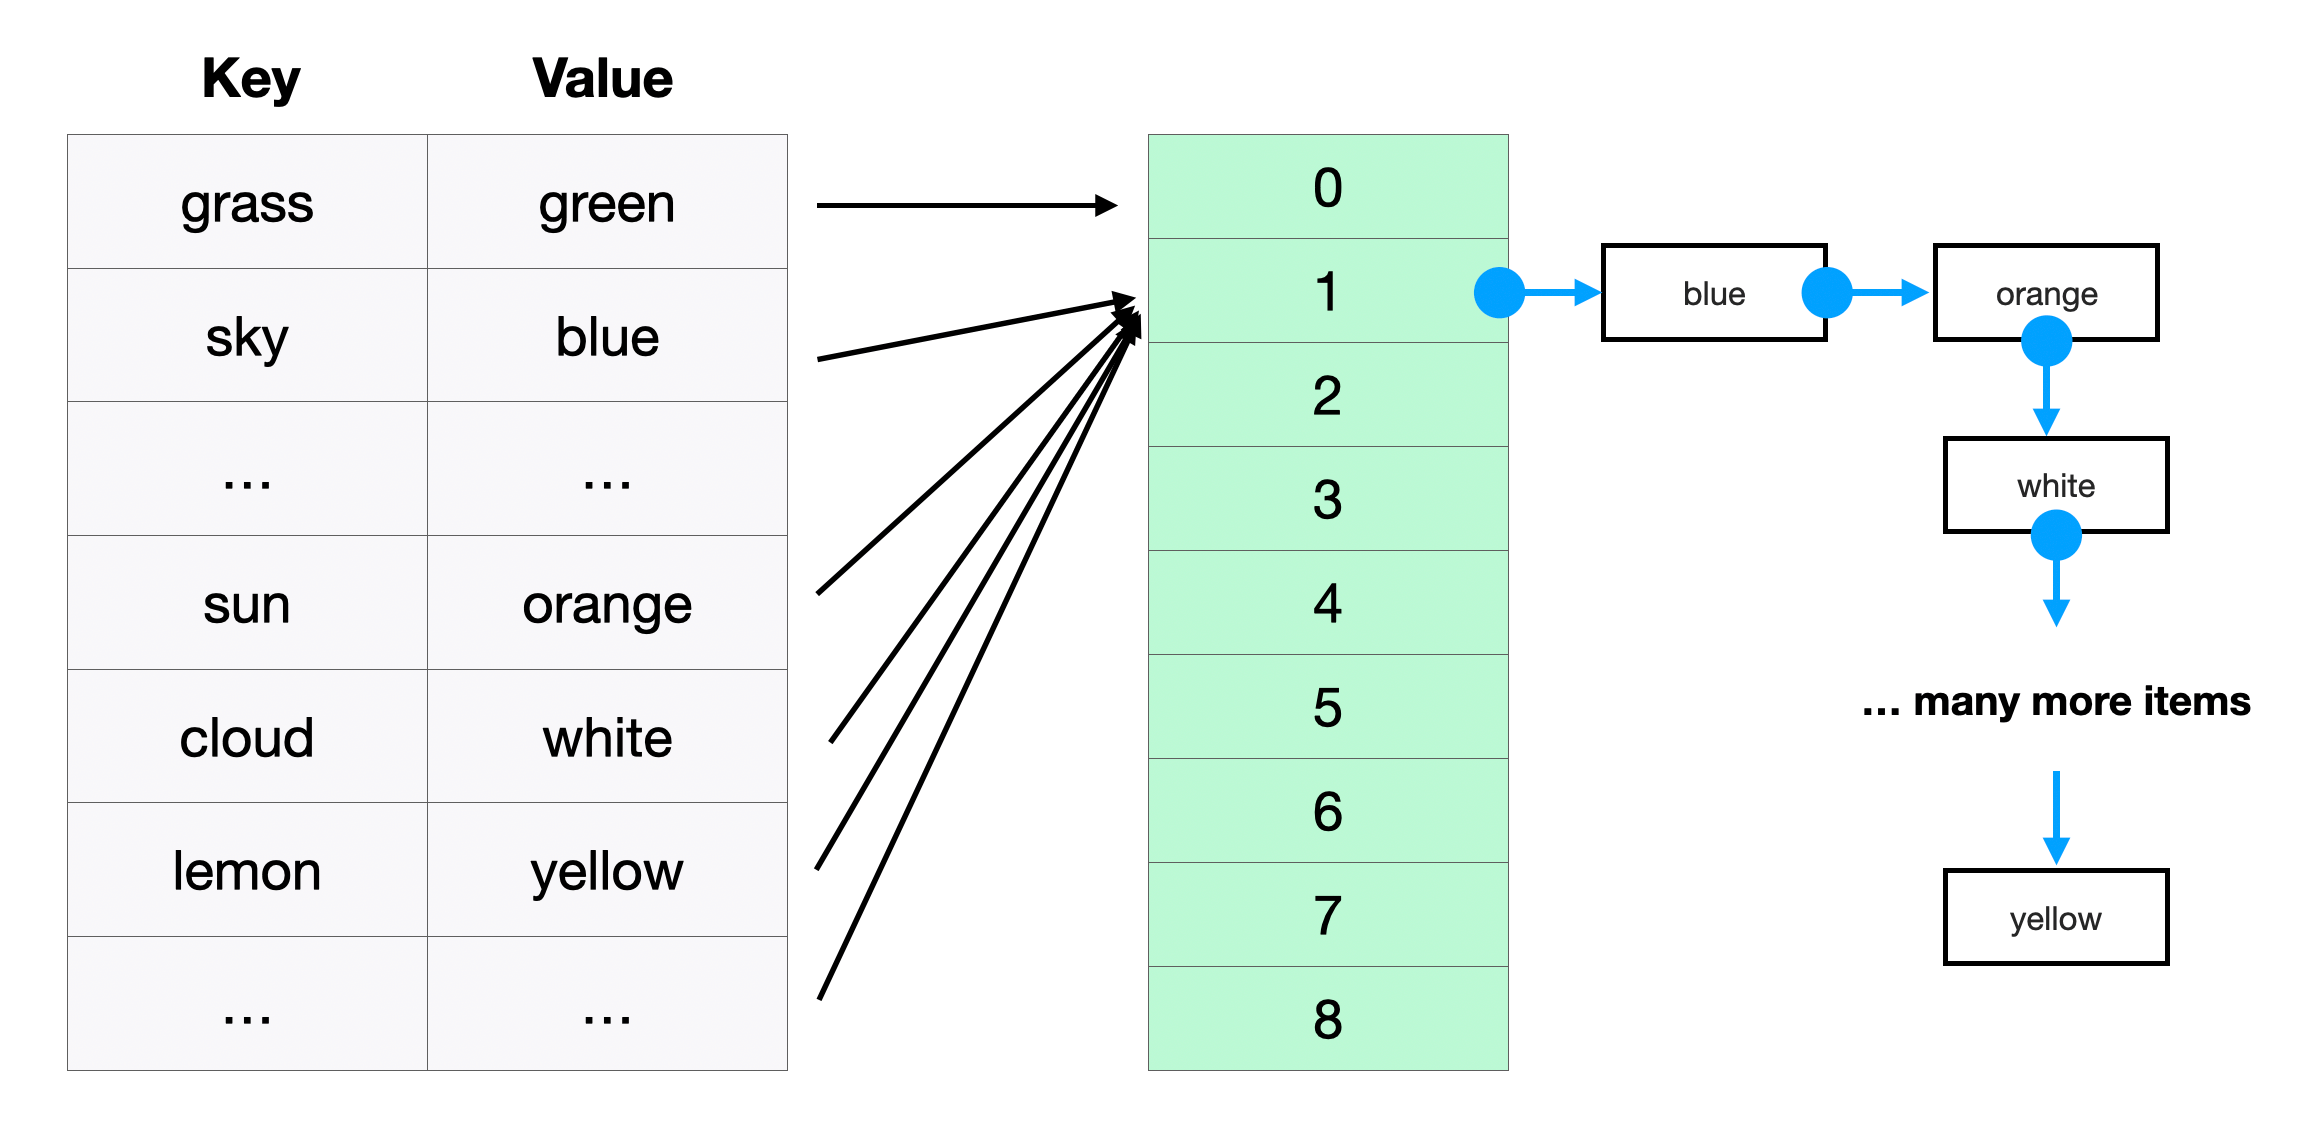 Key Value
grass green
sky blue
... ...
sun orange
cloud white
lemon yellow
... ...
0
1
2
3
4
5
6
7
8
blue
orange
white
... many more items
yellow